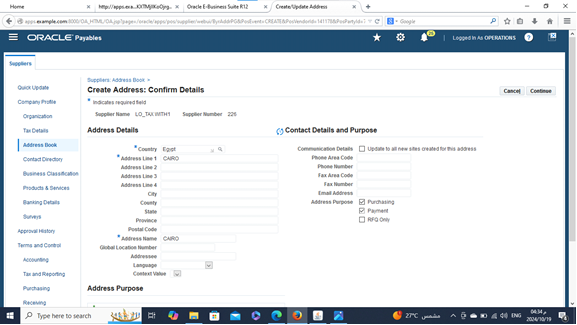 Home
http://apps.exa...KXTMjIlKoOjrg...
Oracle E-Business Suite R12
Create/Update Address
apps.example.com:8000/OA_HTML/OA.jsp?page=/oracle/apps/pos/supplier/webui/ByrAddrPG&PosEvent=CREATE&PosVendorId=141178&PosPartyId=1
Google
ORACLE Payables
25
Logged In As OPERATIONS
Suppliers
Quick Update
Company Profile
Organization
Tax Details
Address Book
Contact Directory
Business Classification
Products & Services
Banking Details
Surveys
Approval History
Terms and Control
Accounting
Tax and Reporting
Purchasing
Receiving
Suppliers: Address Book >
Create Address: Confirm Details
Cancel Continue
* Indicates required field
Supplier Name LO_TAX WITH1 Supplier Number 226
Address Details
* Country Egypt
* Address Line 1 CAIRO
Address Line 2
Address Line 3
Address Line 4
City
County
State
Province
Postal Code
* Address Name CAIRO
Global Location Number
Addressee
Language
Context Value
Contact Details and Purpose
Communication Details Update to all new sites created for this address
Phone Area Code
Phone Number
Fax Area Code
Fax Number
Email Address
Address Purpose Purchasing
Payment
RFQ Only
Address Purpose
Type here to search
27°C مشمس
ENG
04:34 م
2024/10/19